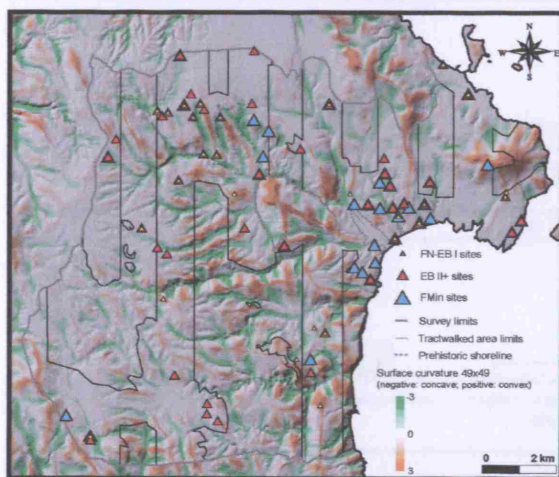 N
W E
S
FN-EB I sites
EB II+ sites
FMin sites
Survey limits
Tractwalked area limits
Prehistoric shoreline
Surface curvature 49x49
(negative: concave; positive: convex)
-3
0
3
0 2 km